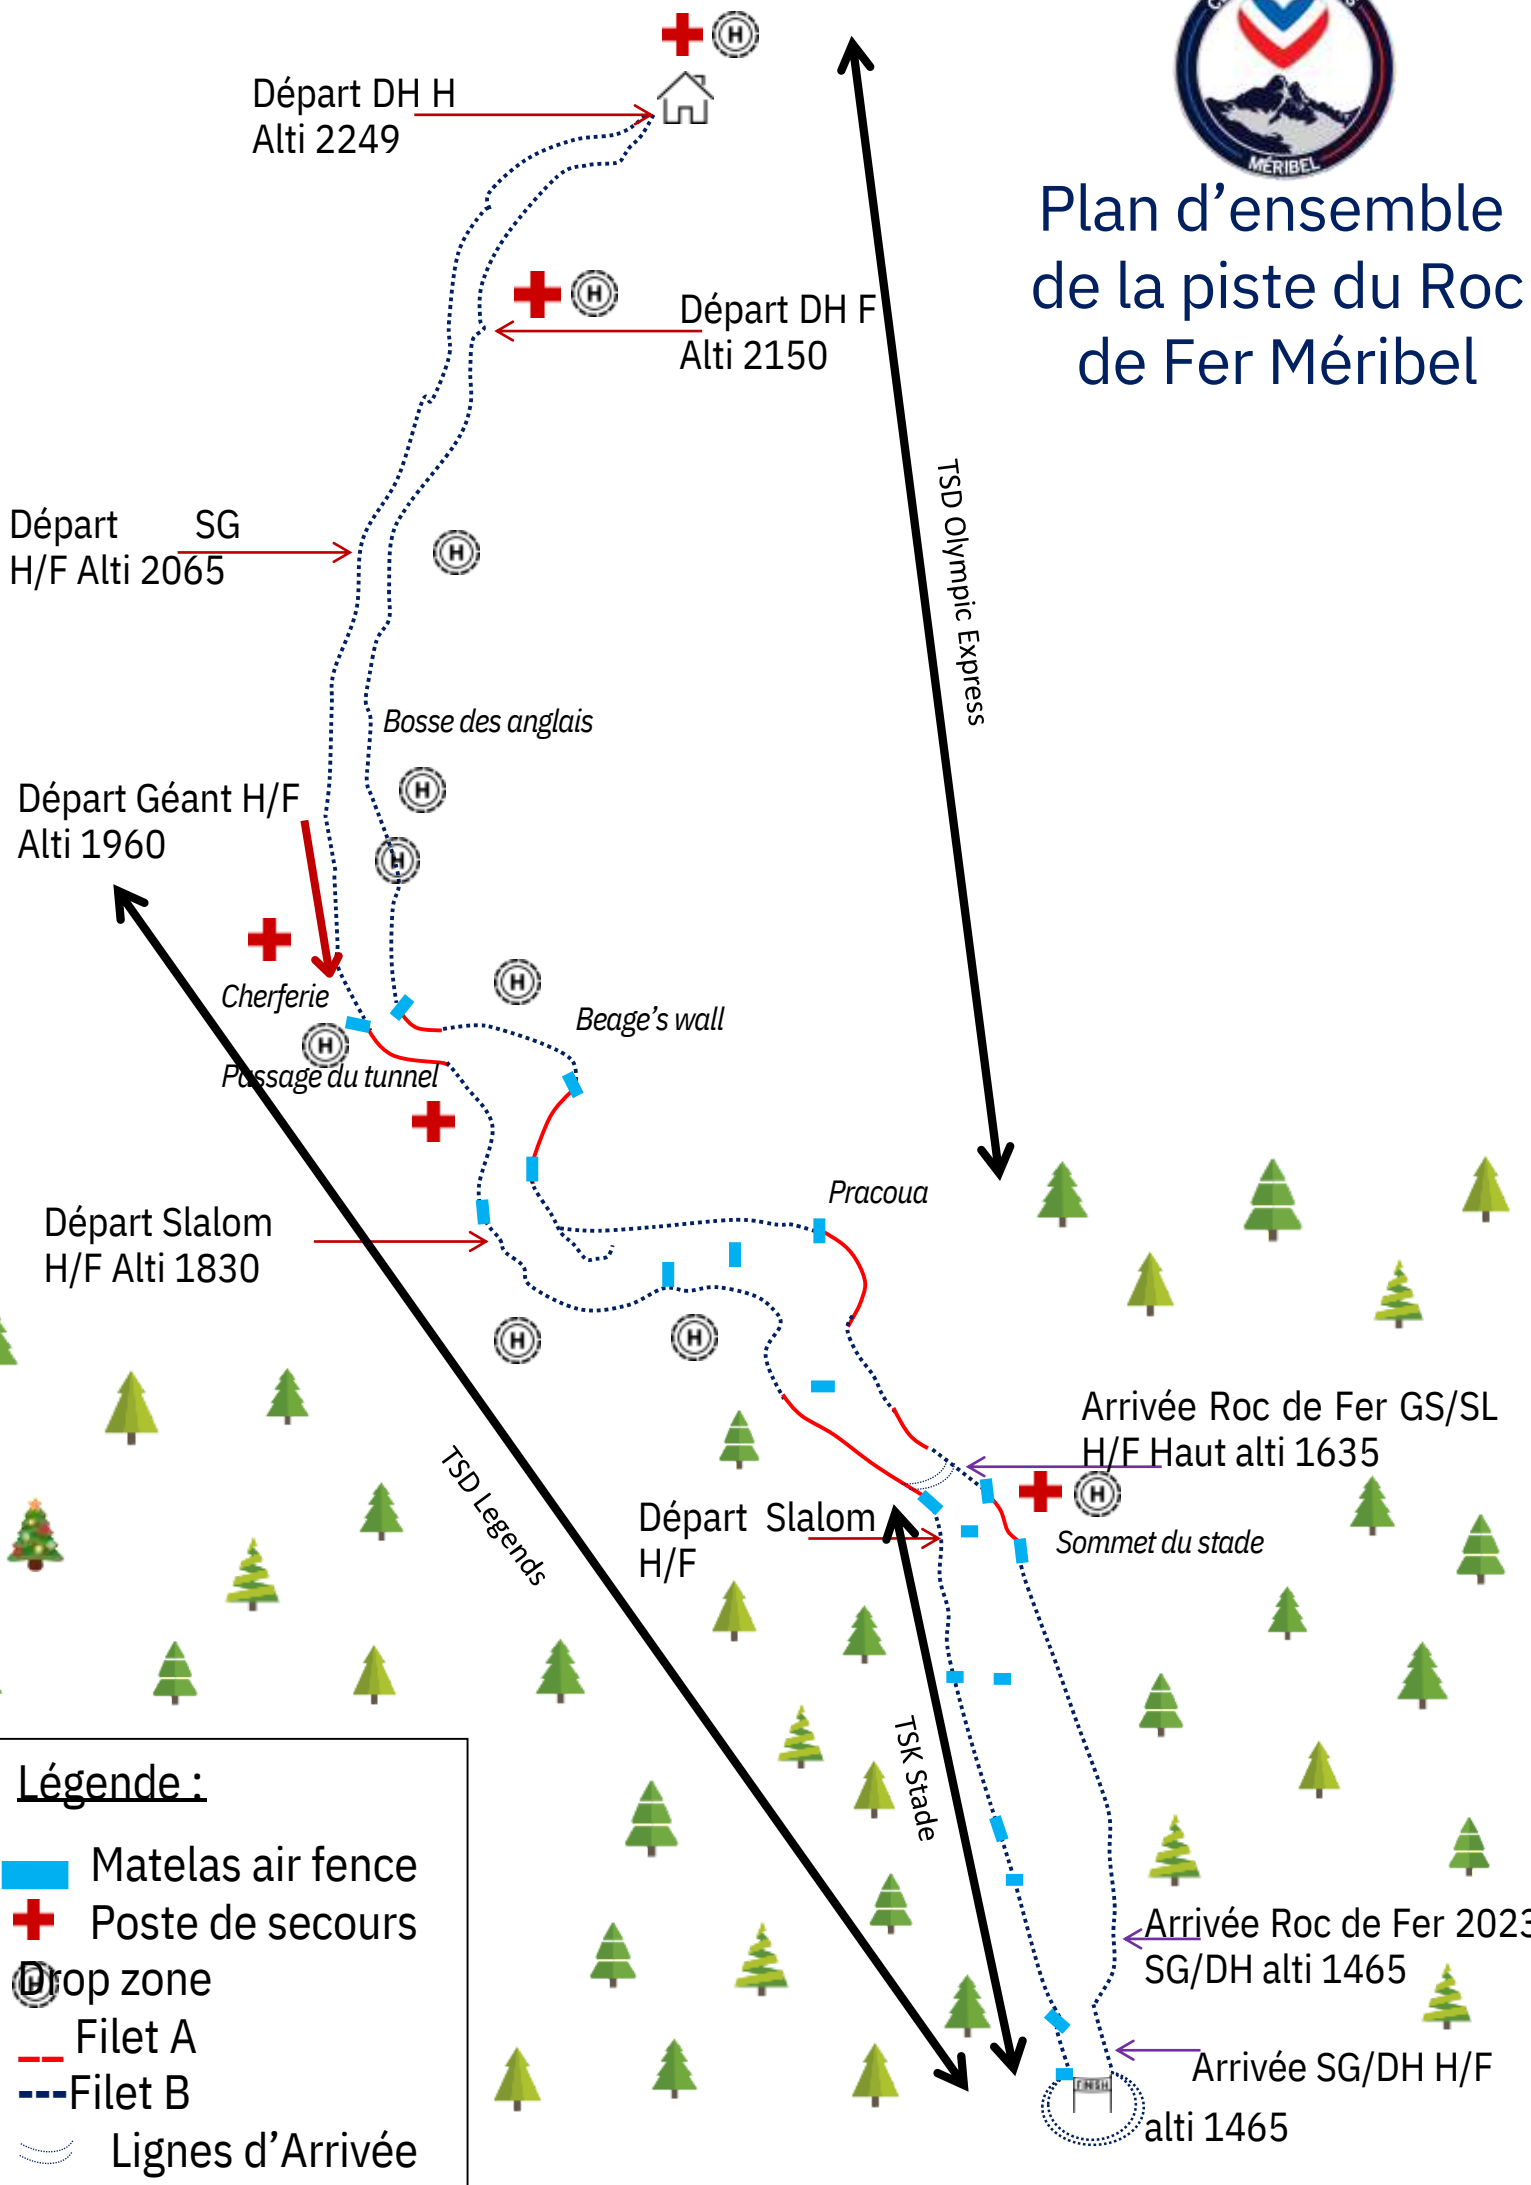 MÉRIBEL
Plan d’ensemble
de la piste du Roc
de Fer Méribel
Départ DH H
Alti 2249
Départ DH F
Alti 2150
Départ SG
H/F Alti 2065
TSD Olympic Express
Bosse des anglais
Départ Géant H/F
Alti 1960
Cherferie
Beage’s wall
Passage du tunnel
Pracoua
Départ Slalom
H/F Alti 1830
Arrivée Roc de Fer GS/SL
H/F Haut alti 1635
TSD Legends
Départ Slalom
H/F
Sommet du stade
TSK Stade
Légende :
Matelas air fence
Poste de secours
Drop zone
Filet A
Filet B
Lignes d’Arrivée
Arrivée Roc de Fer 2023
SG/DH alti 1465
Arrivée SG/DH H/F
alti 1465
FINISH
H
H
H
H
H
H
H
H
H
H
H